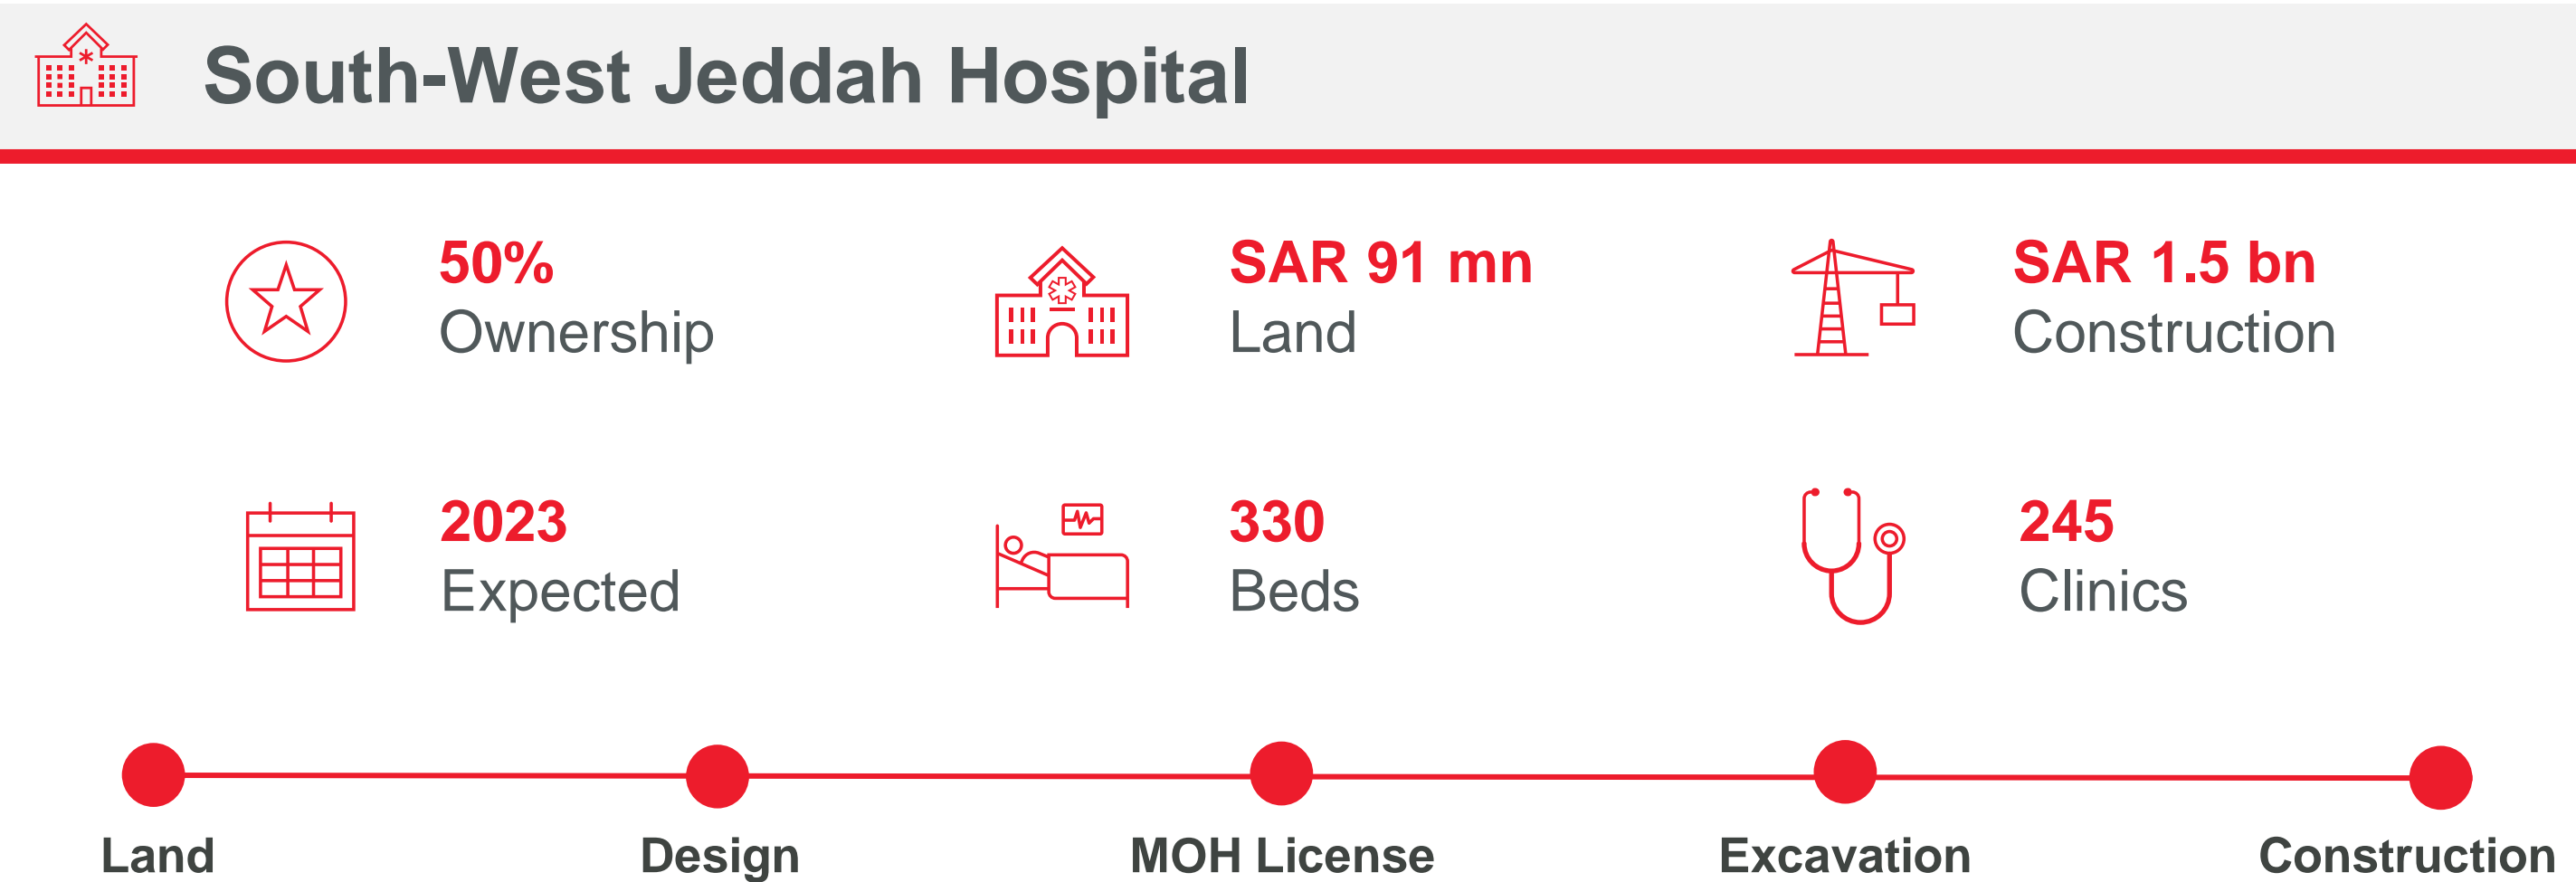 South-West Jeddah Hospital
50%
Ownership
SAR 91 mn
Land
SAR 1.5 bn
Construction
2023
Expected
330
Beds
245
Clinics
Land
Design
MOH License
Excavation
Construction